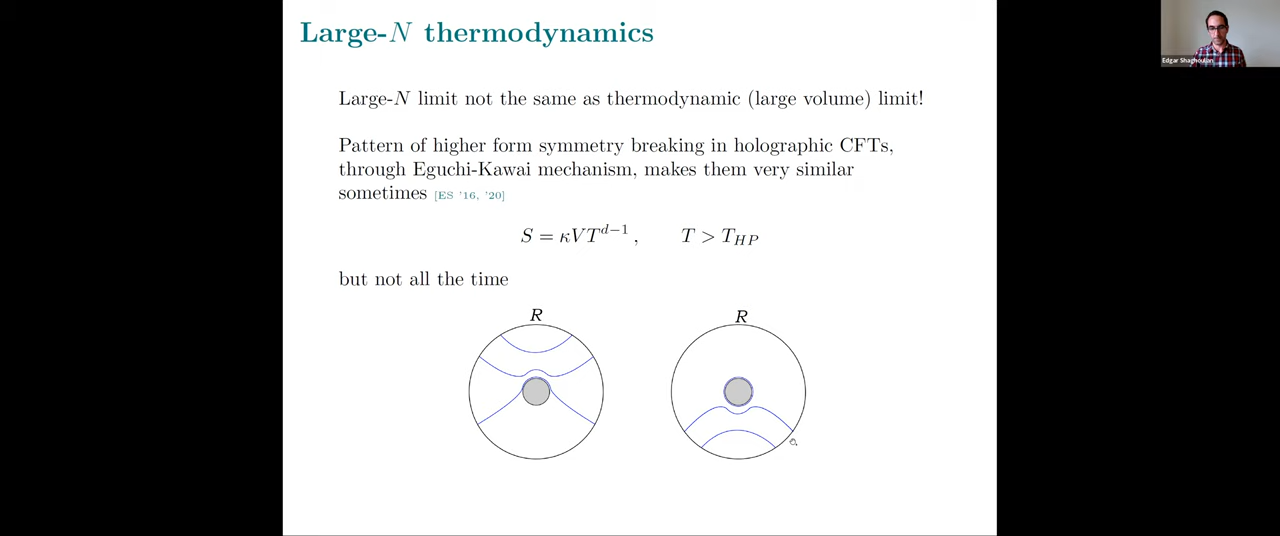 Large-N thermodynamics
Edgar Shaghoulian
Large-N limit not the same as thermodynamic (large volume) limit!
Pattern of higher form symmetry breaking in holographic CFTs,
through Eguchi-Kawai mechanism, makes them very similar
sometimes [ES '16, '20]
S = κVT^{d−1} , T > T_{HP}
but not all the time
R R